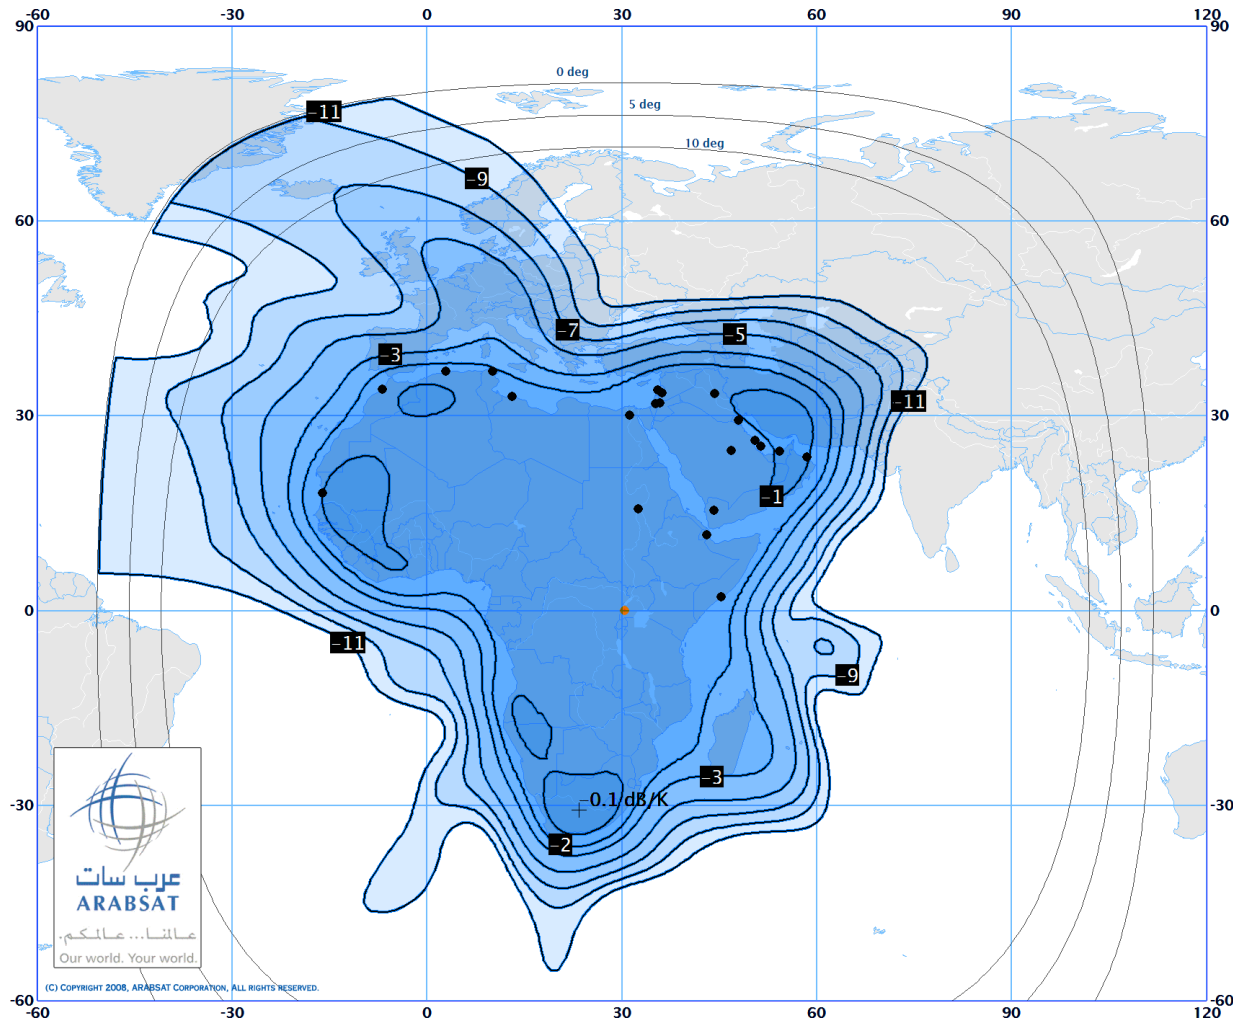 -60 -30 0 30 60 90 120
90 90
0 deg
5 deg
10 deg
-11
-9
60 60
-7 -5
-3
-11
30 30
-1
0 0
-11
-9
-3
-0.1 dB/K
-30 -30
-2
عرب سات
ARABSAT
عـالمنـا... عـالمكـم.
Our world. Your world.
(C) COPYRIGHT 2008, ARABSAT CORPORATION, ALL RIGHTS RESERVED.
-60 -60
-60 -30 0 30 60 90 120